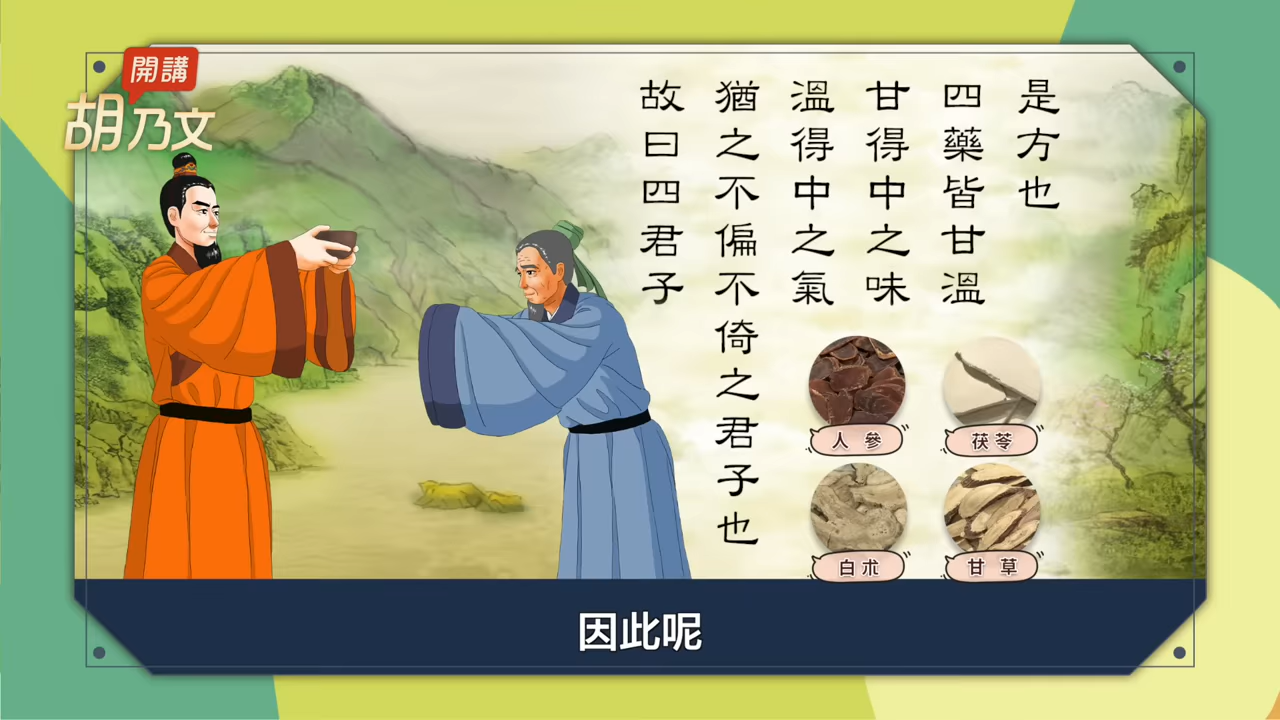 開講
胡乃文
是方也
四藥皆甘溫
甘得中之味
溫得中之氣
猶之不偏不倚之君子也
故曰四君子
人參
茯苓
白朮
甘草
因此呢